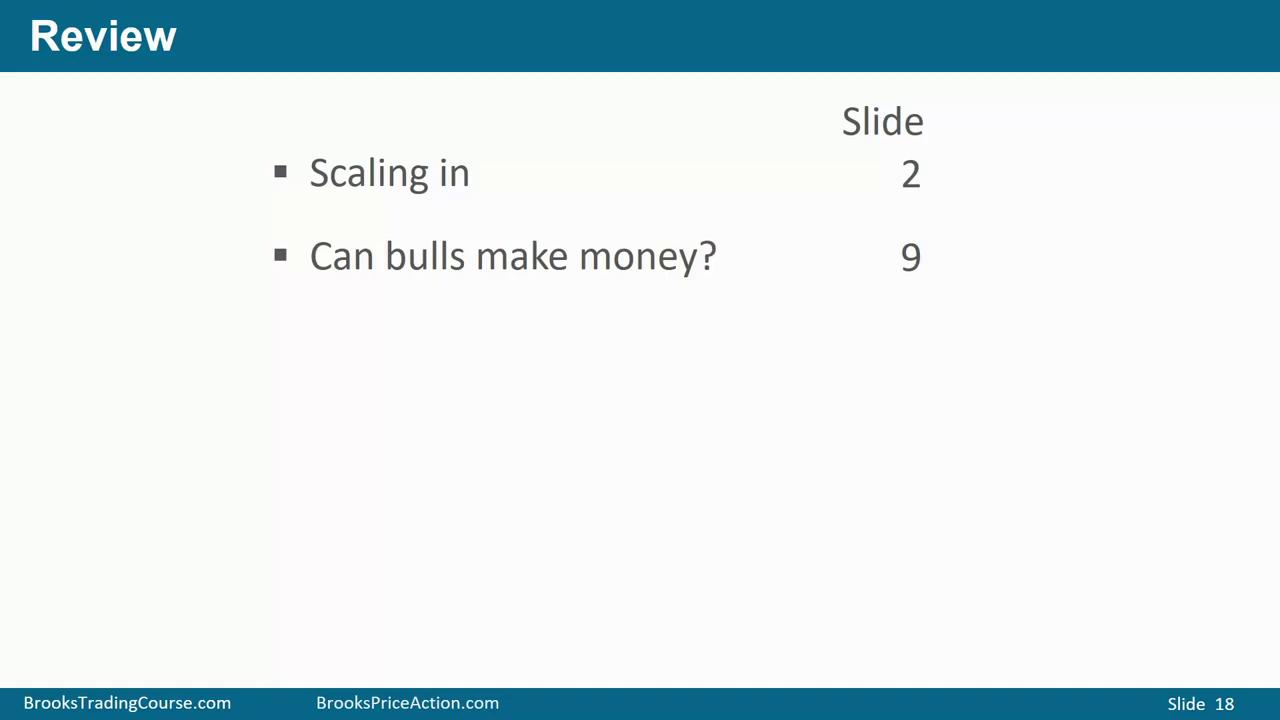 Review
Slide
▪ Scaling in 2
▪ Can bulls make money? 9
BrooksTradingCourse.com BrooksPriceAction.com Slide 18